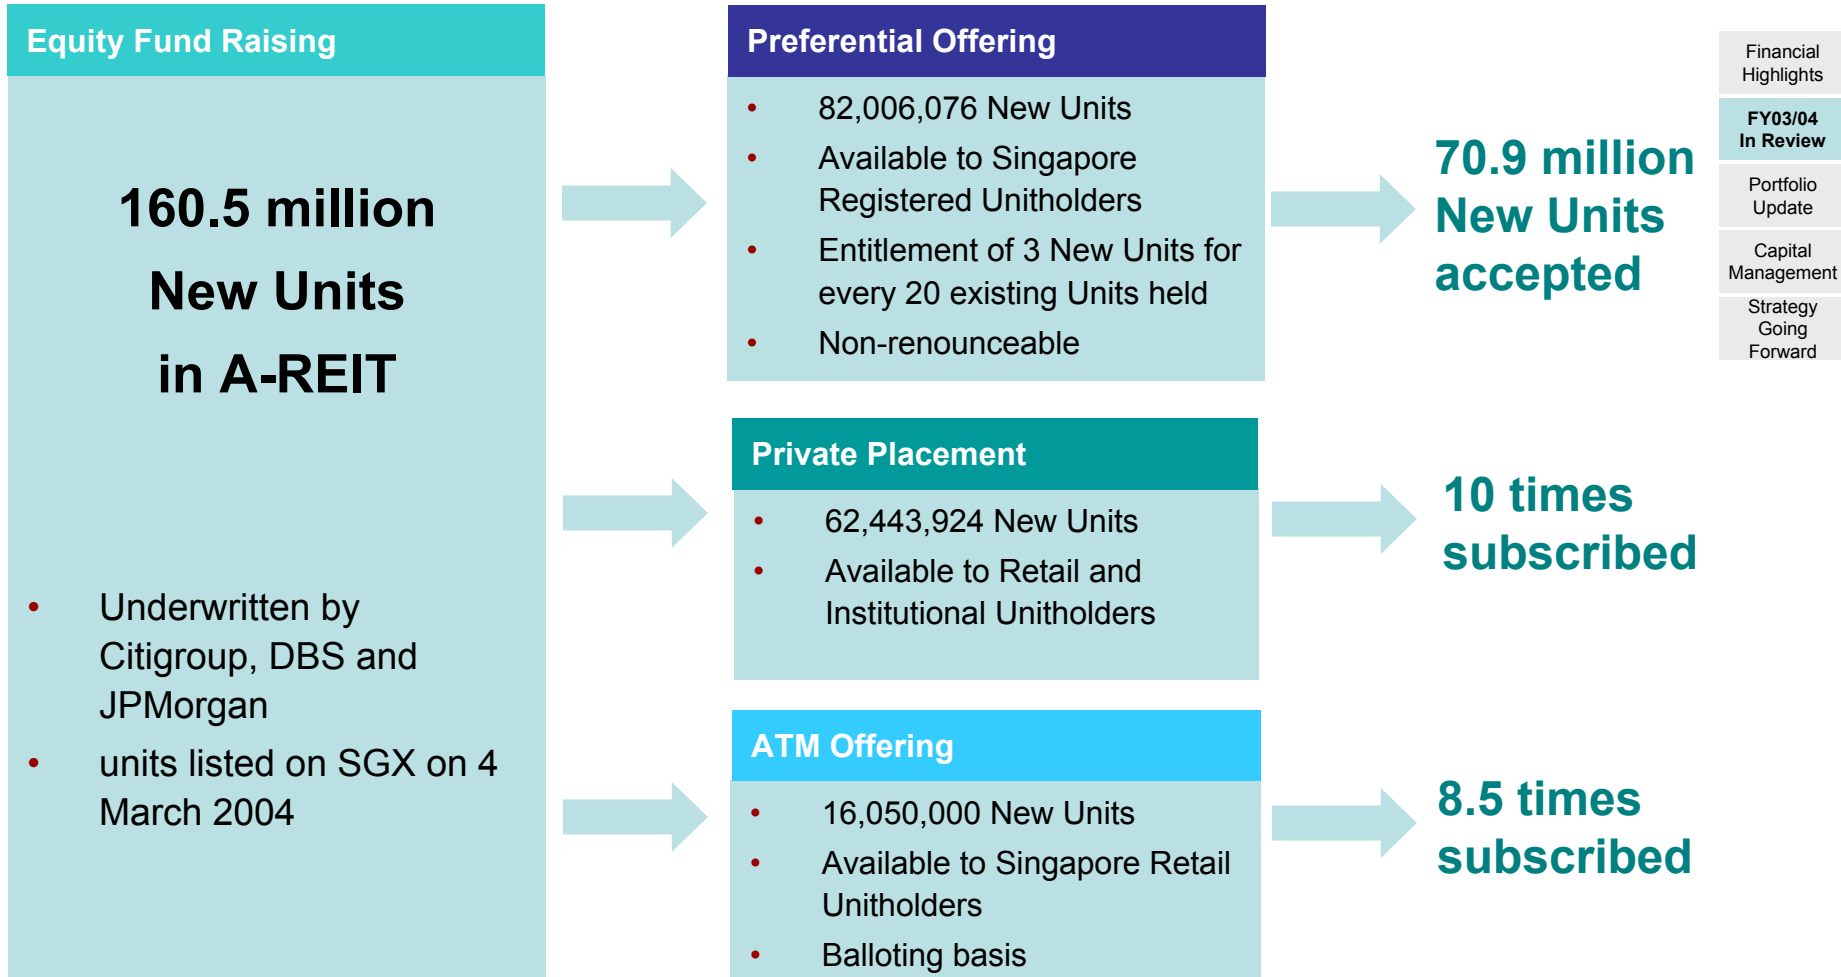 Equity Fund Raising
160.5 million
New Units
in A-REIT
• Underwritten by
Citigroup, DBS and
JPMorgan
• units listed on SGX on 4
March 2004
Preferential Offering
• 82,006,076 New Units
• Available to Singapore
Registered Unitholders
• Entitlement of 3 New Units for
every 20 existing Units held
• Non-renounceable
70.9 million
New Units
accepted
Private Placement
• 62,443,924 New Units
• Available to Retail and
Institutional Unitholders
10 times
subscribed
ATM Offering
• 16,050,000 New Units
• Available to Singapore Retail
Unitholders
• Balloting basis
8.5 times
subscribed
Financial
Highlights
FY03/04
In Review
Portfolio
Update
Capital
Management
Strategy
Going
Forward